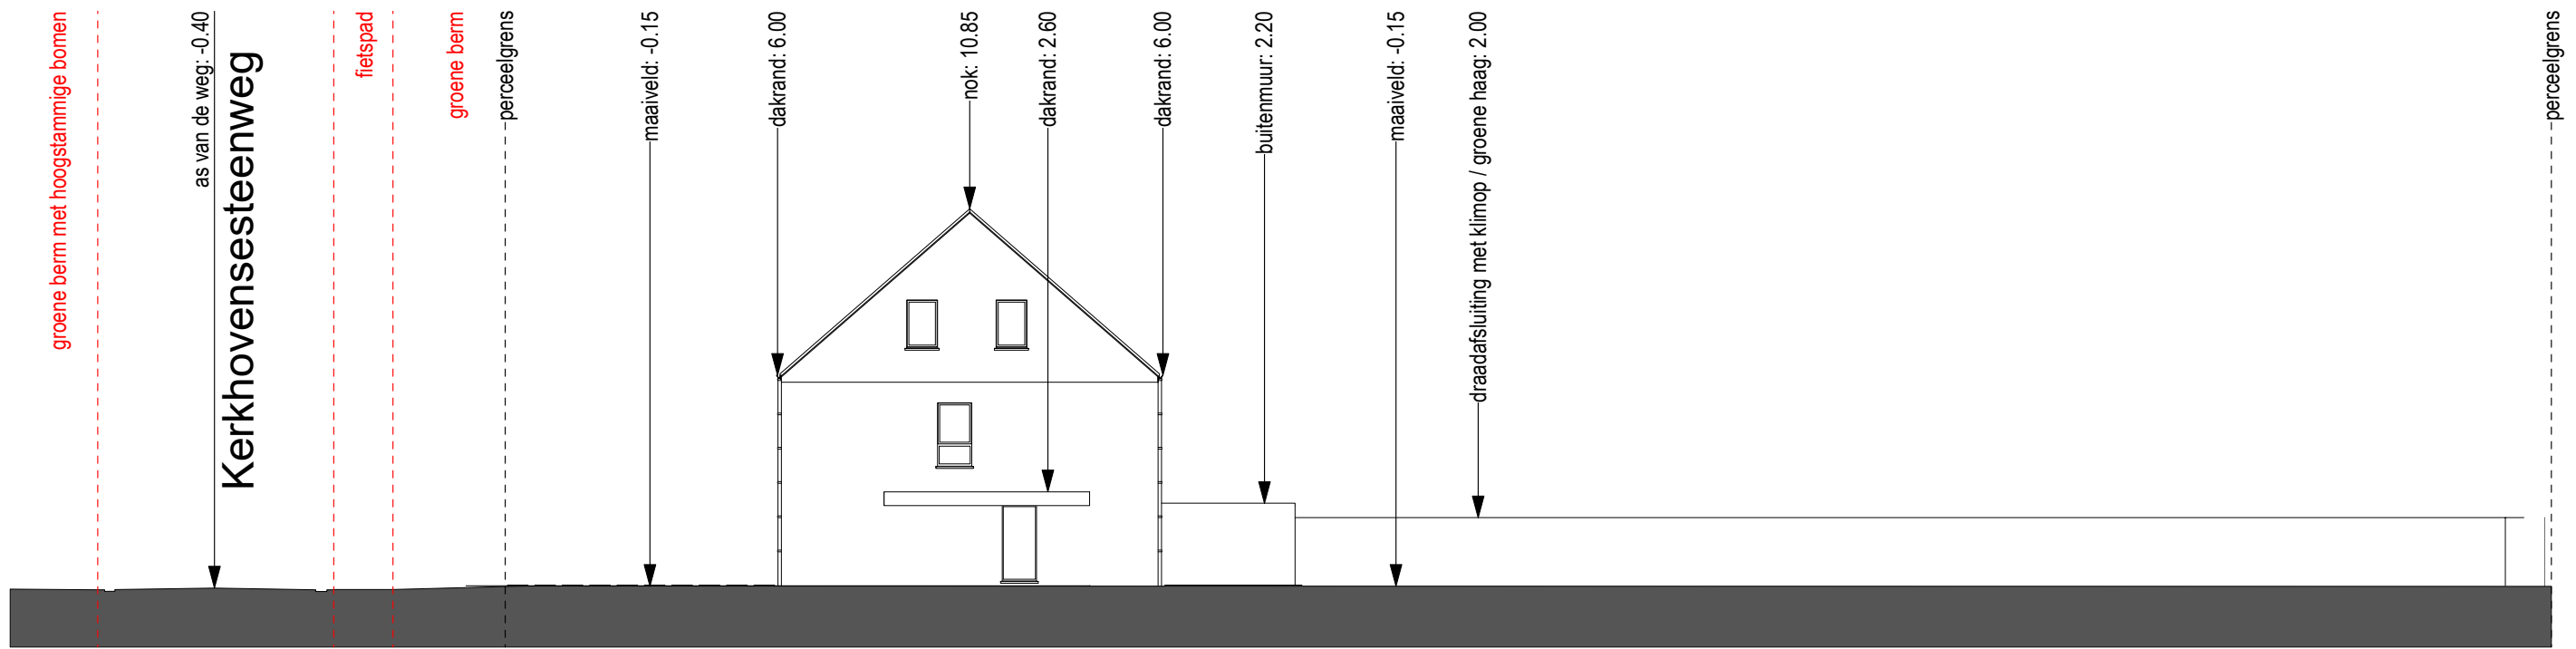 groene berm met hoogstammige bomen
as van de weg: -0.40
Kerkhovensesteenweg
fietspad
groene berm
perceelgrens
maaiveld: -0.15
dakrand: 6.00
nok: 10.85
dakrand: 2.60
dakrand: 6.00
buitenmuur: 2.20
maaiveld: -0.15
draadafsluiting met klimop / groene haag: 2.00
perceelgrens